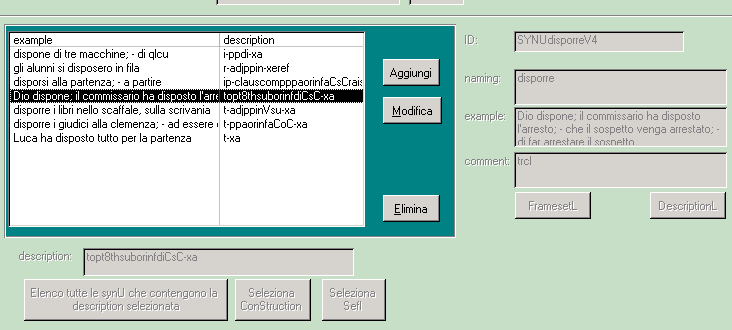 example description
dispone di tre macchine; - di qlcu i-ppdi-xa
gli alunni si disposero in fila r-adjppin-xeref
disporsi alla partenza; - a partire ip-clauscompppaorinfaCsCrais
Dio dispone; il commissario ha disposto l'arre topt8thsuborinfdiCsC-xa
disporre i libri nello scaffale, sulla scrivania t-adjppinVsu-xa
disporre i giudici alla clemenza; - ad essere t-ppaorinfaCoC-xa
Luca ha disposto tutto per la partenza t-xa
Aggiungi
Modifica
Elimina
ID: SYNUdisporreV4
naming: disporre
example: Dio dispone; il commissario ha disposto
l'arresto; - che il sospetto venga arrestato; -
di far arrestare il sospetto
comment: trcl
FramesetL DescriptionL
description: topt8thsuborinfdiCsC-xa
Elenco tutte le synU che contengono la
description selezionata
Seleziona
ConStruction
Seleziona
Sefl